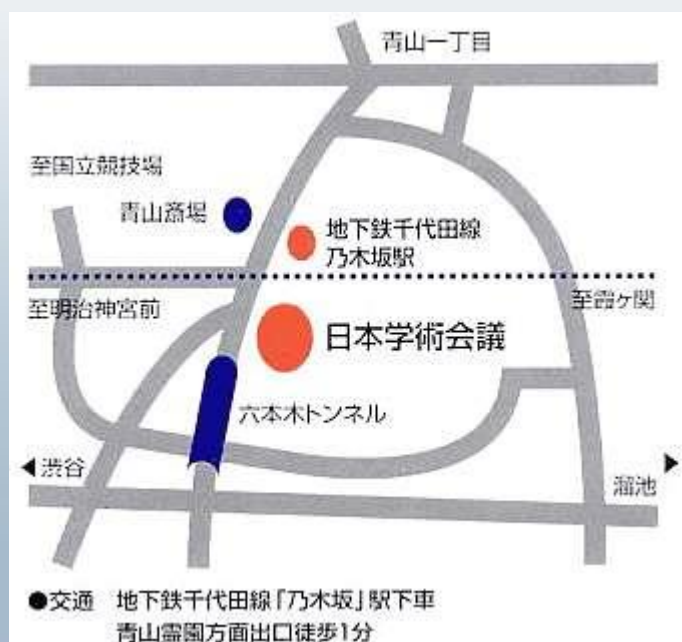 青山一丁目
至国立競技場
青山斎場
地下鉄千代田線
乃木坂駅
至明治神宮前
至霞ヶ関
日本学術会議
六本木トンネル
渋谷
溜池
●交通 地下鉄千代田線「乃木坂」駅下車
青山霊園方面出口徒歩1分